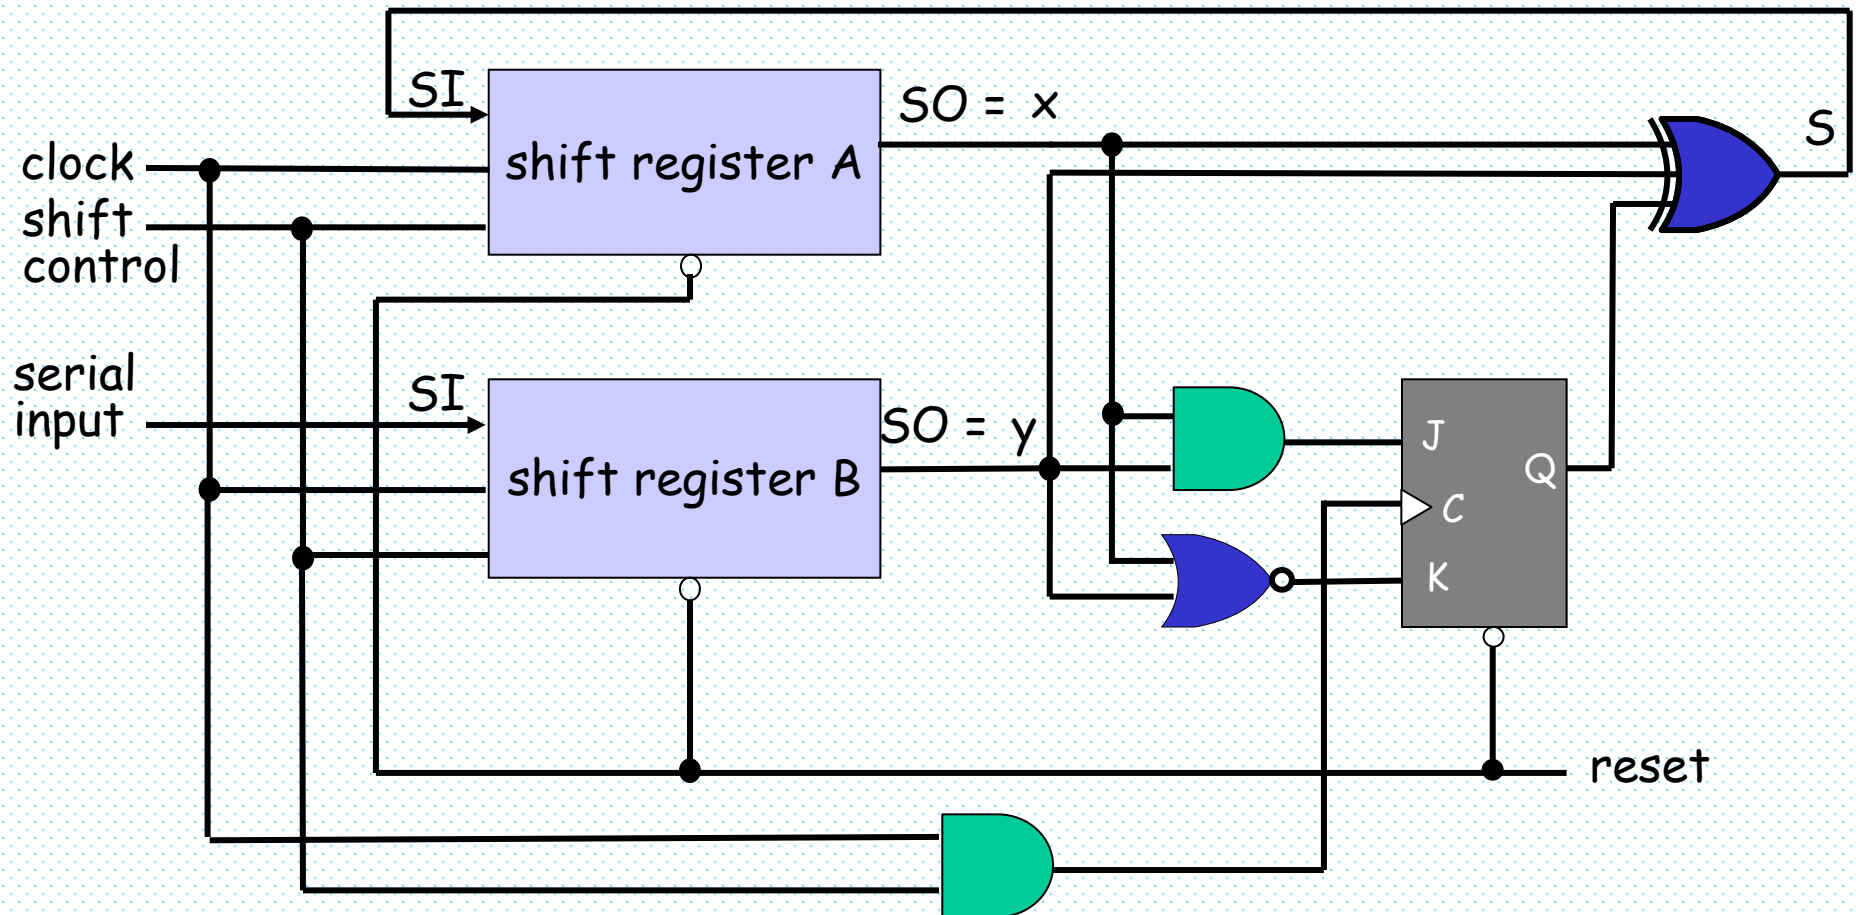 SI
SO = x
S
clock
shift register A
shift
control
serial
input
SI
SO = y
shift register B
J
Q
C
K
reset